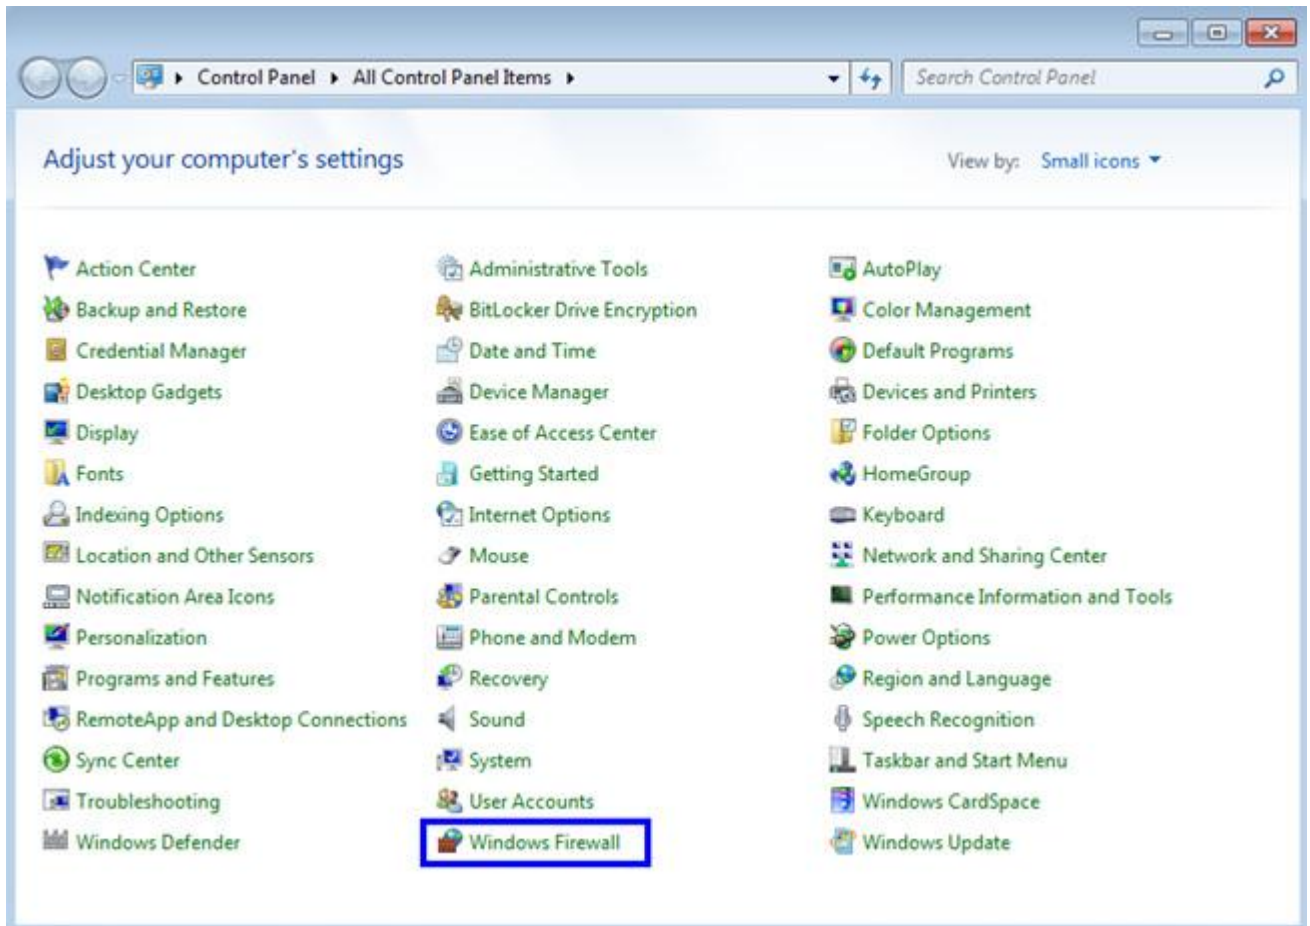 Control Panel ▸ All Control Panel Items ▸
Search Control Panel
Adjust your computer's settings
View by: Small icons
Action Center
Administrative Tools
AutoPlay
Backup and Restore
BitLocker Drive Encryption
Color Management
Credential Manager
Date and Time
Default Programs
Desktop Gadgets
Device Manager
Devices and Printers
Display
Ease of Access Center
Folder Options
Fonts
Getting Started
HomeGroup
Indexing Options
Internet Options
Keyboard
Location and Other Sensors
Mouse
Network and Sharing Center
Notification Area Icons
Parental Controls
Performance Information and Tools
Personalization
Phone and Modem
Power Options
Programs and Features
Recovery
Region and Language
RemoteApp and Desktop Connections
Sound
Speech Recognition
Sync Center
System
Taskbar and Start Menu
Troubleshooting
User Accounts
Windows CardSpace
Windows Defender
Windows Firewall
Windows Update